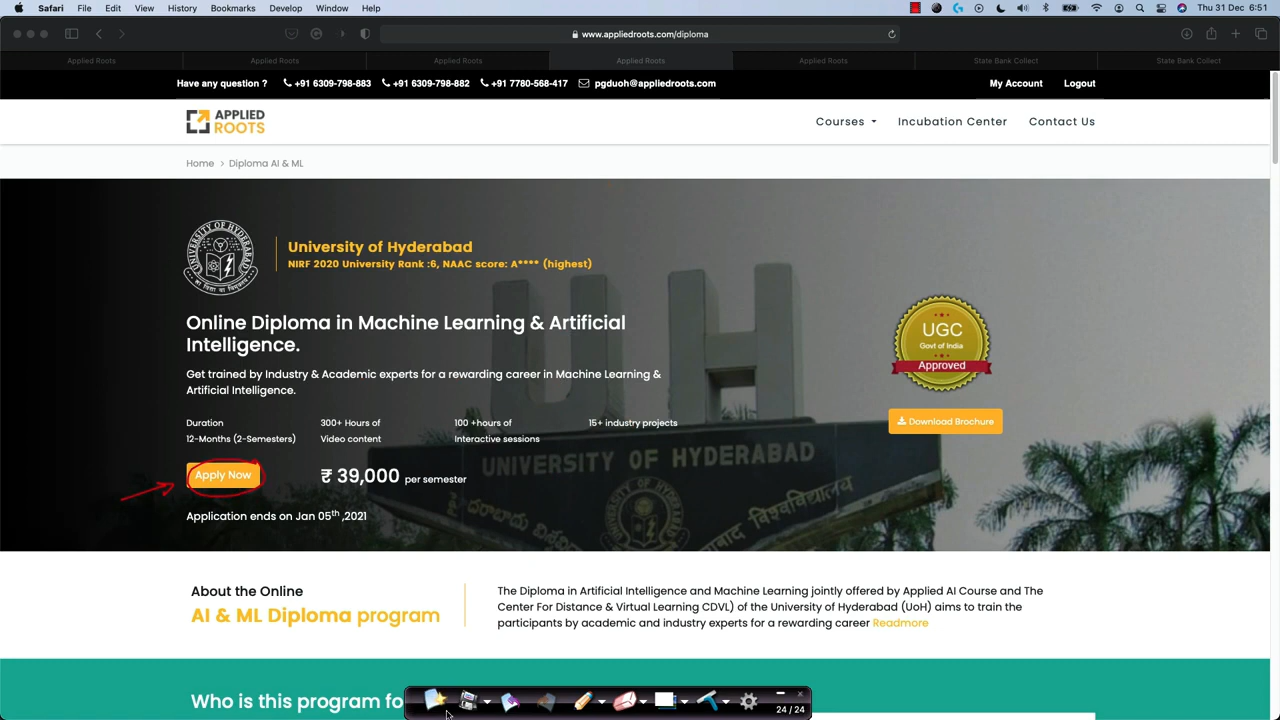 Safari File Edit View History Bookmarks Develop Window Help Thu 31 Dec 6:51
www.appliedroots.com/diploma
Applied Roots Applied Roots Applied Roots Applied Roots Applied Roots State Bank Collect State Bank Collect
Have any question ? +91 6309-798-883 +91 6309-798-882 +91 7780-568-417 pgduoh@appliedroots.com My Account Logout
APPLIED
ROOTS
Courses Incubation Center Contact Us
Home > Diploma AI & ML
University of Hyderabad
NIRF 2020 University Rank :6, NAAC score: A**** (highest)
Online Diploma in Machine Learning & Artificial
Intelligence.
Get trained by Industry & Academic experts for a rewarding career in Machine Learning &
Artificial Intelligence.
UGC
Govt of India
Approved
Download Brochure
Duration 300+ Hours of 100 +hours of 15+ industry projects
12-Months (2-Semesters) Video content Interactive sessions
Apply Now ₹ 39,000 per semester
Application ends on Jan 05th ,2021
UNIVERSITY OF HYDERABAD
About the Online
AI & ML Diploma program
The Diploma in Artificial Intelligence and Machine Learning jointly offered by Applied AI Course and The
Center For Distance & Virtual Learning CDVL) of the University of Hyderabad (UoH) aims to train the
participants by academic and industry experts for a rewarding career Readmore
Who is this program fo
24 / 24